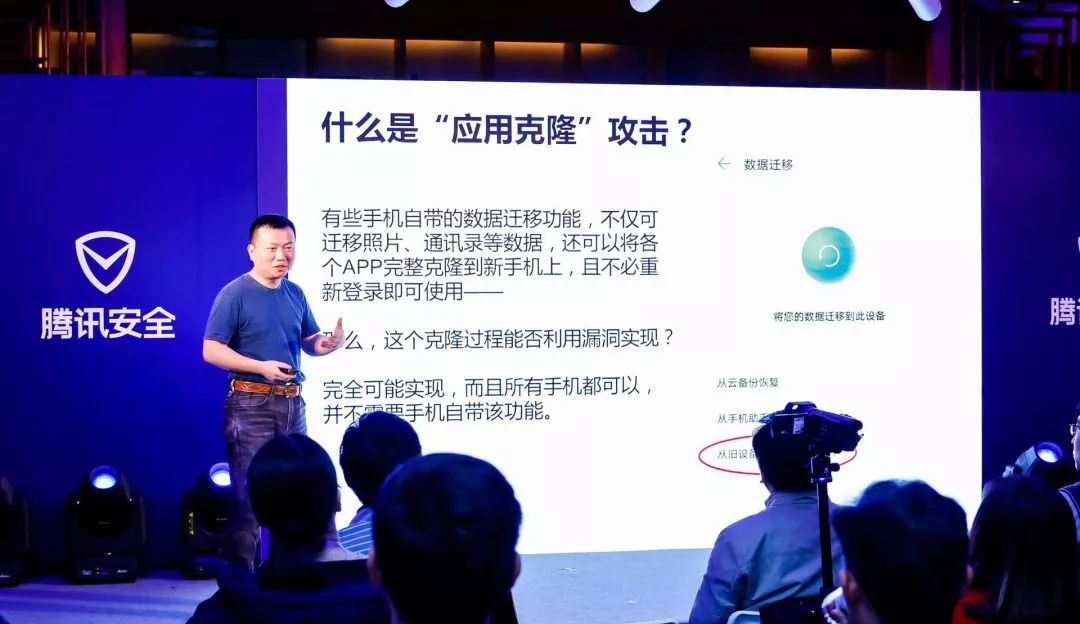 什么是“应用克隆”攻击？
数据迁移
有些手机自带的数据迁移功能，不仅可
迁移照片、通讯录等数据，还可以将各
个APP完整克隆到新手机上，且不必重
新登录即可使用——
么，这个克隆过程能否利用漏洞实现？
完全可能实现，而且所有手机都可以，
并不需要手机自带该功能。
将您的数据迁移到此设备
从云备份恢复
从手机助
从旧设备
腾讯安全
腾